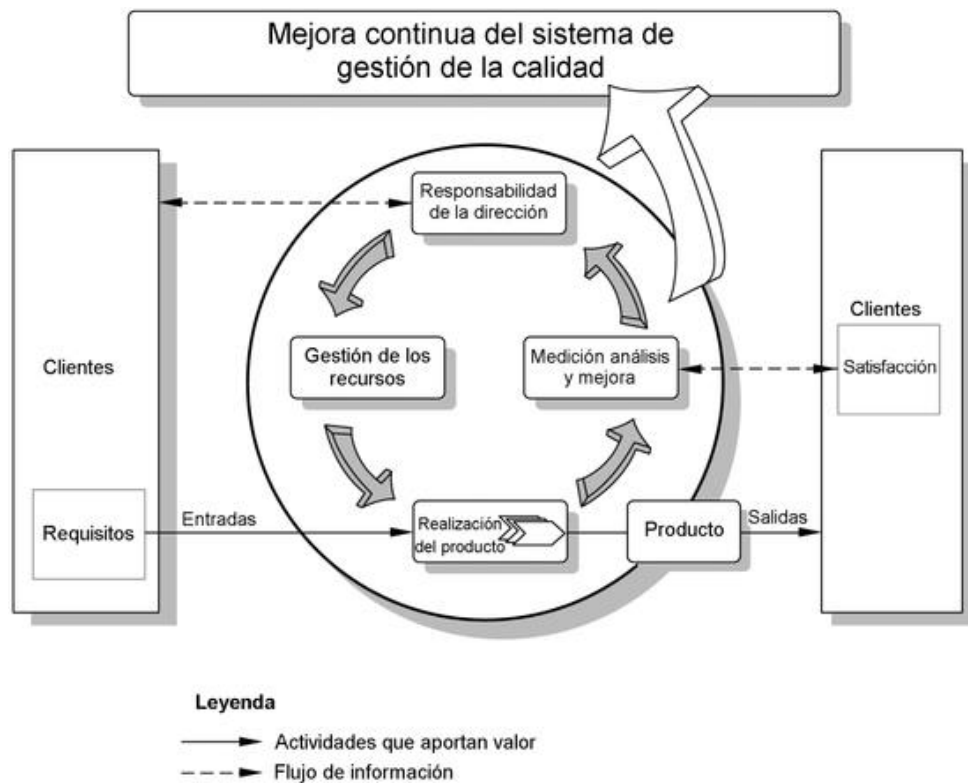 Mejora continua del sistema de
gestión de la calidad
Responsabilidad
de la dirección
Clientes
Gestión de los
recursos
Medición análisis
y mejora
Clientes
Satisfacción
Requisitos
Entradas
Realización
del producto
Producto
Salidas
Leyenda
Actividades que aportan valor
Flujo de información